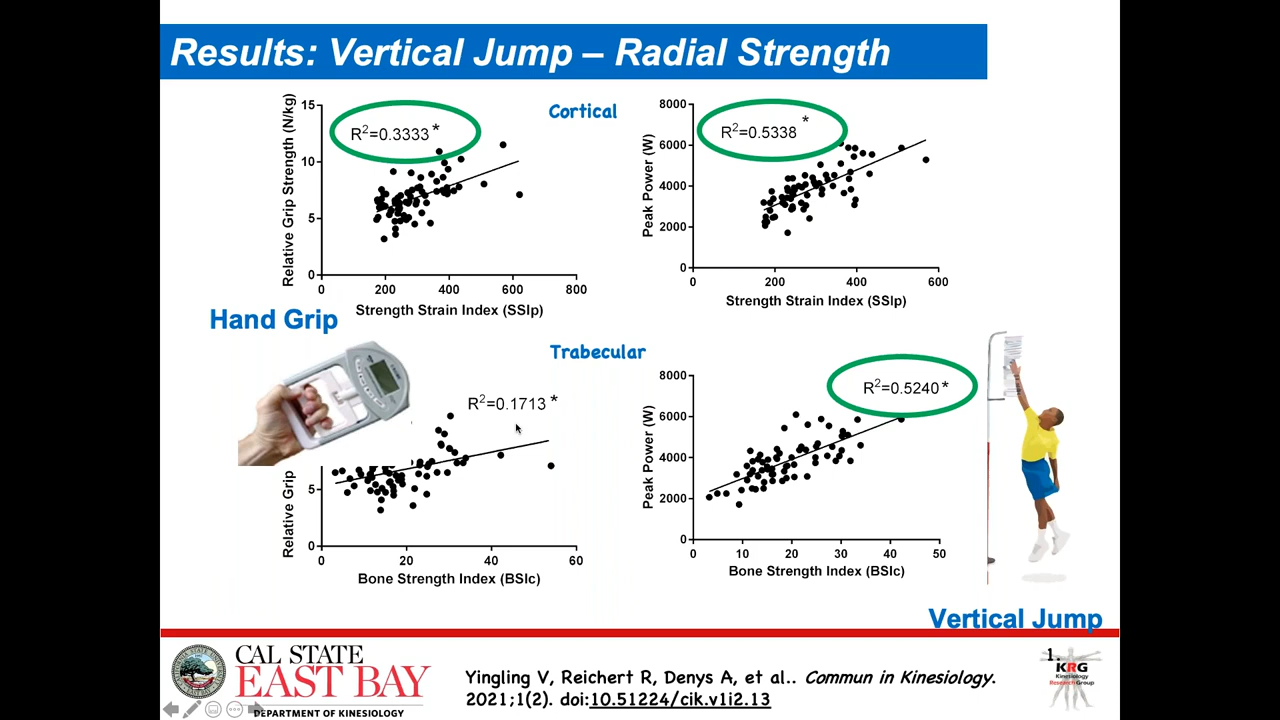 Results: Vertical Jump – Radial Strength
Cortical
R²=0.3333 *
Relative Grip Strength (N/kg)
15
10
5
0
0 200 400 600 800
Strength Strain Index (SSIp)
R²=0.5338 *
Peak Power (W)
8000
6000
4000
2000
0
0 200 400 600
Strength Strain Index (SSIp)
Hand Grip
Trabecular
R²=0.1713 *
Relative Grip
5
0
0 20 40 60
Bone Strength Index (BSIc)
R²=0.5240 *
Peak Power (W)
8000
6000
4000
2000
0
0 10 20 30 40 50
Bone Strength Index (BSIc)
Vertical Jump
CAL STATE
EAST BAY
DEPARTMENT OF KINESIOLOGY
Yingling V, Reichert R, Denys A, et al.. Commun in Kinesiology.
2021;1(2). doi:10.51224/cik.v1i2.13
1.
KRG
Kinesiology
Research Group